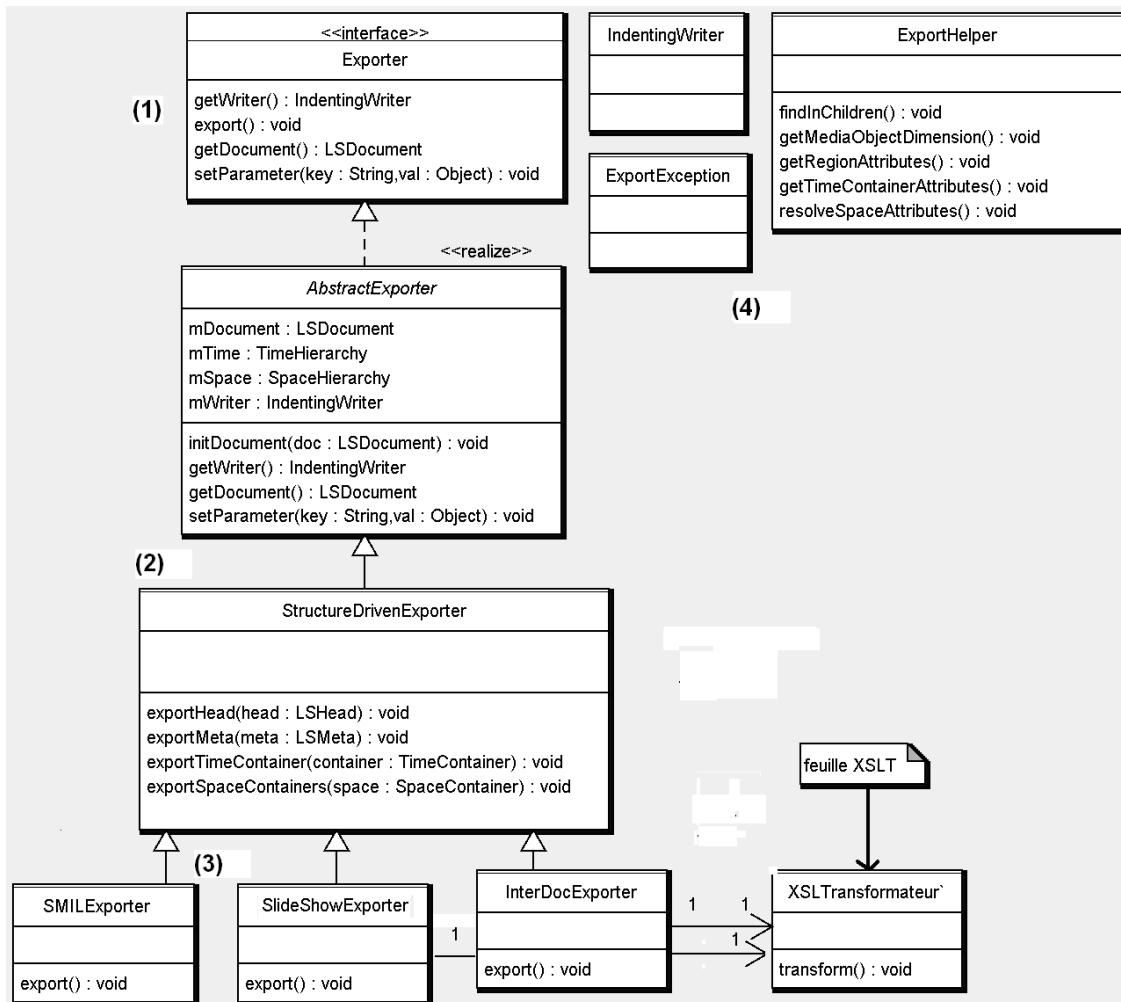 <<interface>>
Exporter
(1)
getWriter() : IndentingWriter
export() : void
getDocument() : LSDocument
setParameter(key : String,val : Object) : void
IndentingWriter
ExportException
ExportHelper
findInChildren() : void
getMediaObjectDimension() : void
getRegionAttributes() : void
getTimeContainerAttributes() : void
resolveSpaceAttributes() : void
(4)
<<realize>>
AbstractExporter
mDocument : LSDocument
mTime : TimeHierarchy
mSpace : SpaceHierarchy
mWriter : IndentingWriter
initDocument(doc : LSDocument) : void
getWriter() : IndentingWriter
getDocument() : LSDocument
setParameter(key : String,val : Object) : void
(2)
StructureDrivenExporter
exportHead(head : LSHead) : void
exportMeta(meta : LSMeta) : void
exportTimeContainer(container : TimeContainer) : void
exportSpaceContainers(space : SpaceContainer) : void
feuille XSLT
(3)
SMILExporter
export() : void
SlideShowExporter
export() : void
1
InterDocExporter
export() : void
1 1
1
XSLTransformateur`
transform() : void